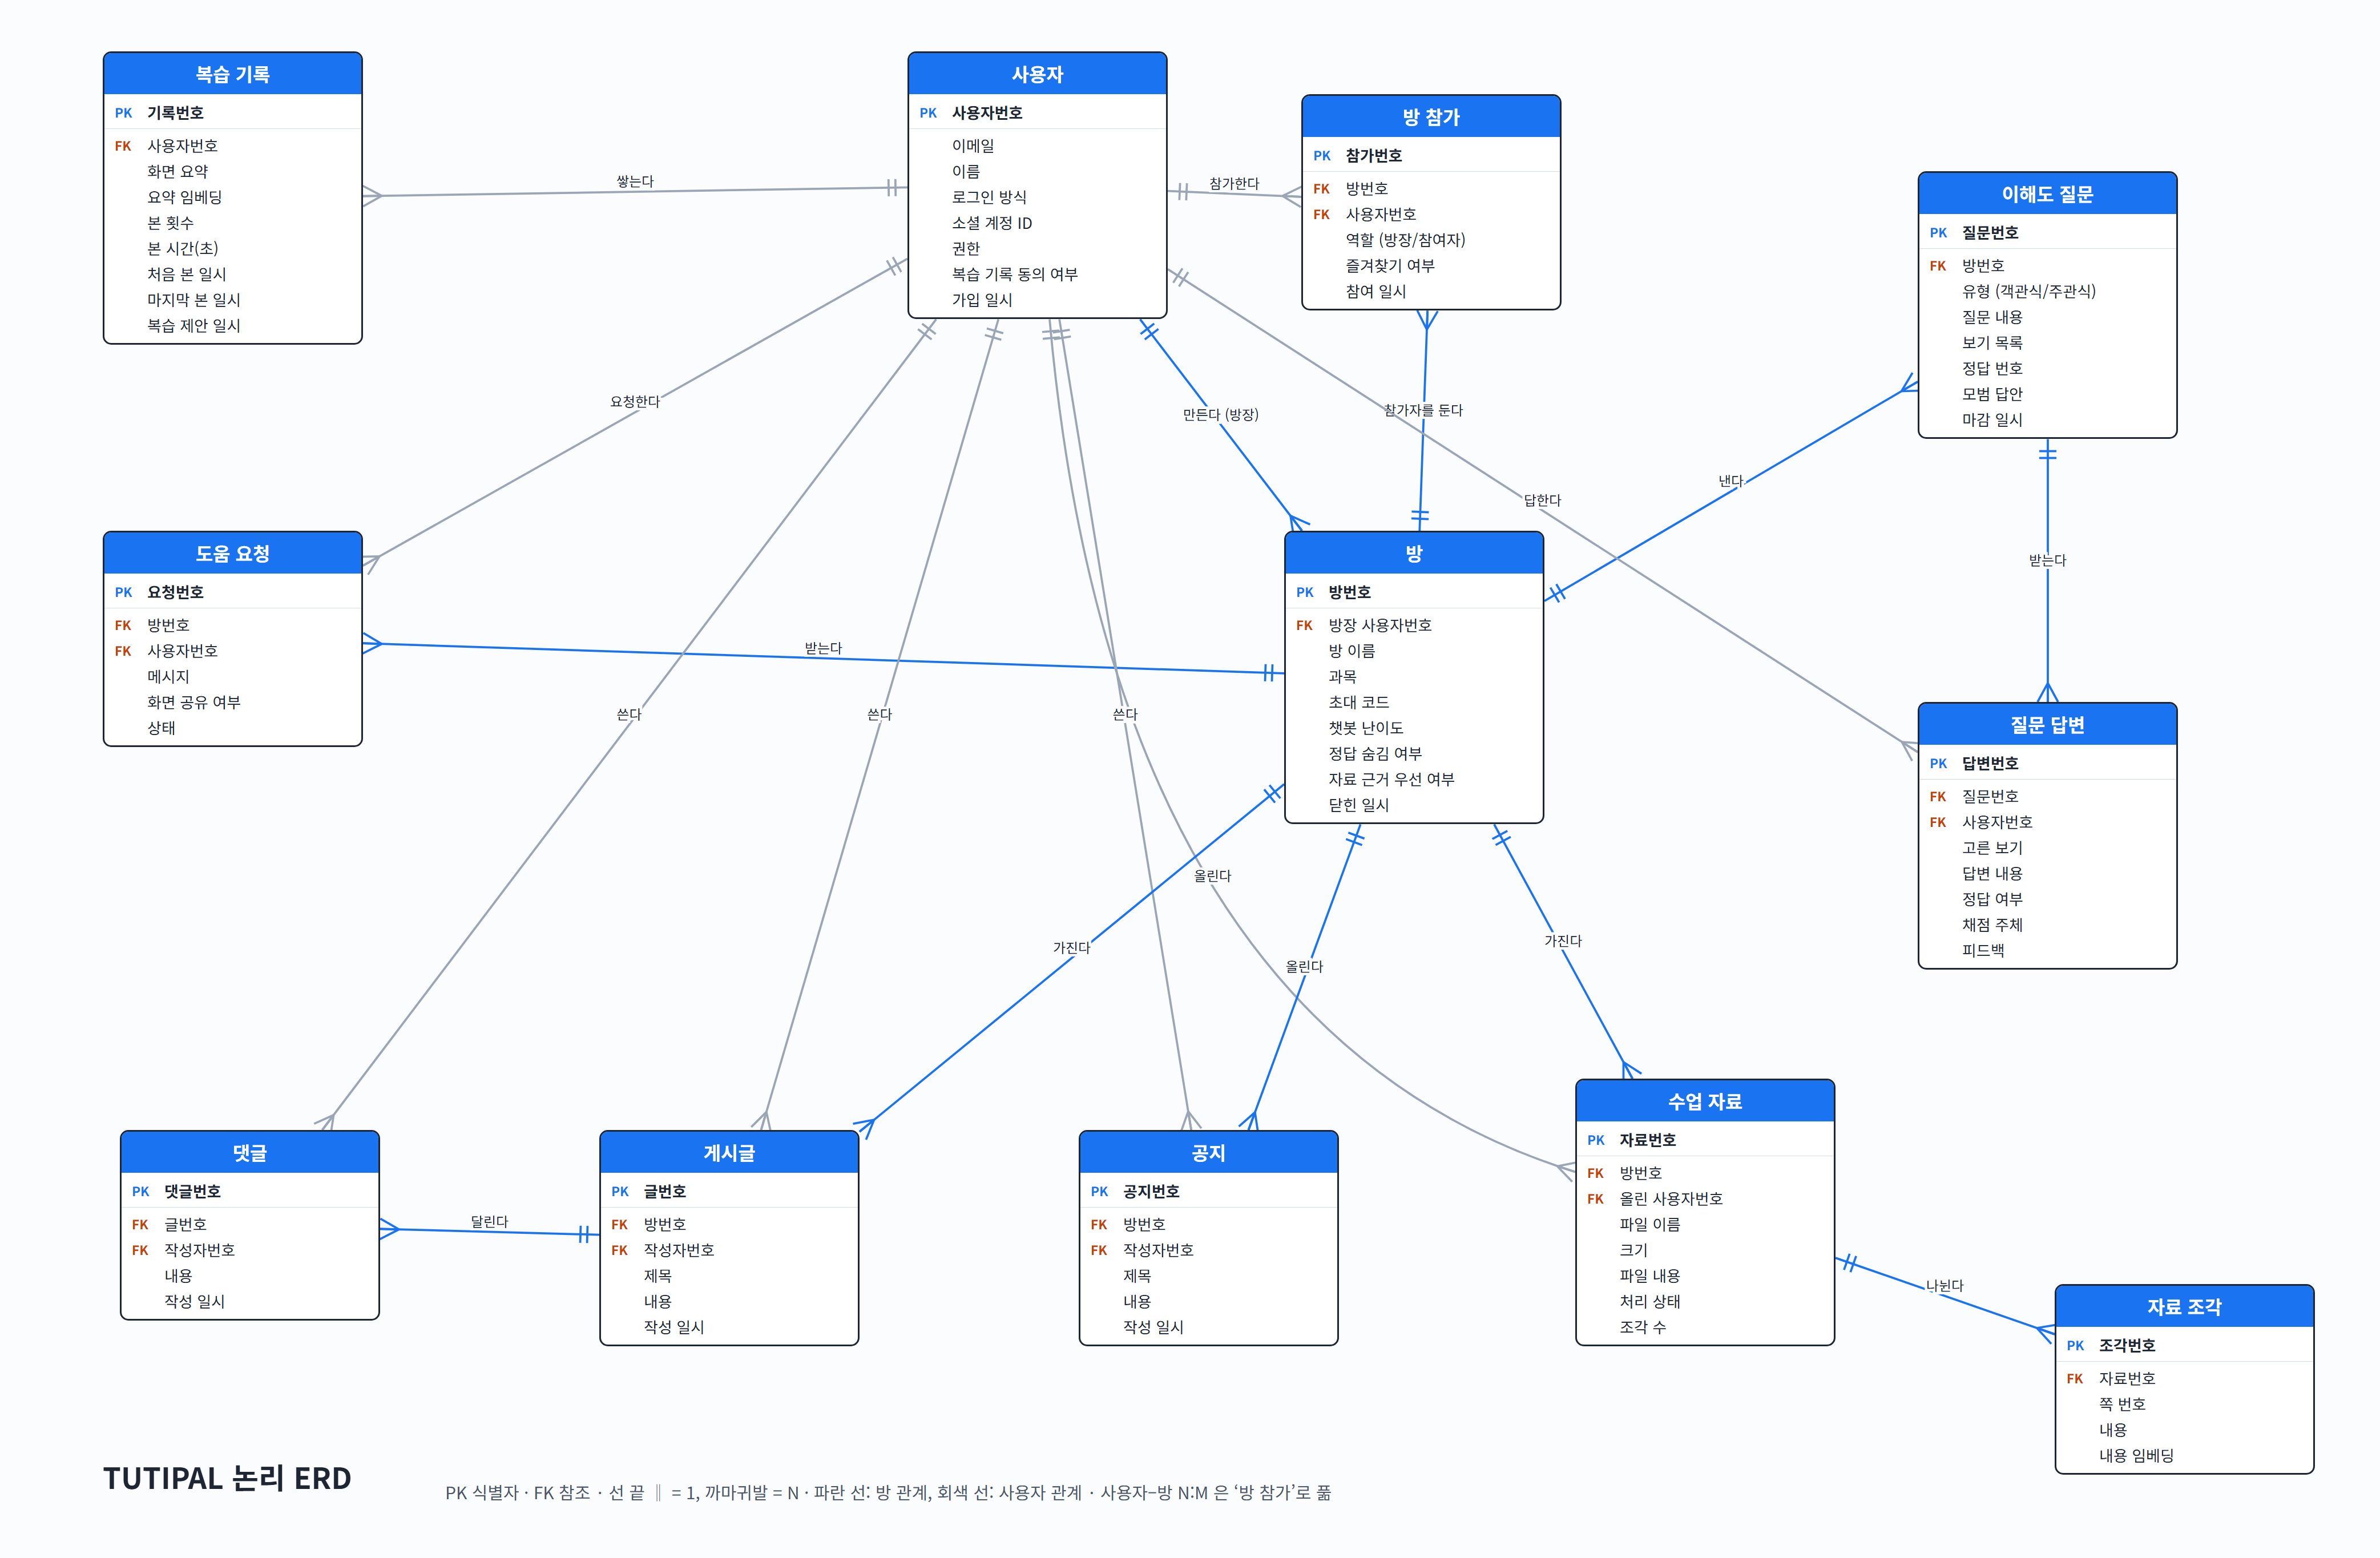 복습 기록
PK 기록번호
FK 사용자번호
화면 요약
요약 임베딩
본 횟수
본 시간(초)
처음 본 일시
마지막 본 일시
복습 제안 일시
사용자
PK 사용자번호
이메일
이름
로그인 방식
소셜 계정 ID
권한
복습 기록 동의 여부
가입 일시
방 참가
PK 참가번호
FK 방번호
FK 사용자번호
역할 (방장/참여자)
즐겨찾기 여부
참여 일시
이해도 질문
PK 질문번호
FK 방번호
유형 (객관식/주관식)
질문 내용
보기 목록
정답 번호
모범 답안
마감 일시
쌓는다
참가한다
요청한다
만든다 (방장)
참가자를 둔다
답한다
낸다
받는다
도움 요청
PK 요청번호
FK 방번호
FK 사용자번호
메시지
화면 공유 여부
상태
받는다
쓴다
쓴다
쓴다
방
PK 방번호
FK 방장 사용자번호
방 이름
과목
초대 코드
챗봇 난이도
정답 숨김 여부
자료 근거 우선 여부
닫힌 일시
질문 답변
PK 답변번호
FK 질문번호
FK 사용자번호
고른 보기
답변 내용
정답 여부
채점 주체
피드백
올린다
가진다
올린다
가진다
댓글
PK 댓글번호
FK 글번호
FK 작성자번호
내용
작성 일시
달린다
게시글
PK 글번호
FK 방번호
FK 작성자번호
제목
내용
작성 일시
공지
PK 공지번호
FK 방번호
FK 작성자번호
제목
내용
작성 일시
수업 자료
PK 자료번호
FK 방번호
FK 올린 사용자번호
파일 이름
크기
파일 내용
처리 상태
조각 수
나뉜다
자료 조각
PK 조각번호
FK 자료번호
쪽 번호
내용
내용 임베딩
TUTIPAL 논리 ERD
PK 식별자 · FK 참조 · 선 끝 ‖ = 1, 까마귀발 = N · 파란 선: 방 관계, 회색 선: 사용자 관계 · 사용자–방 N:M 은 ‘방 참가’로 풂